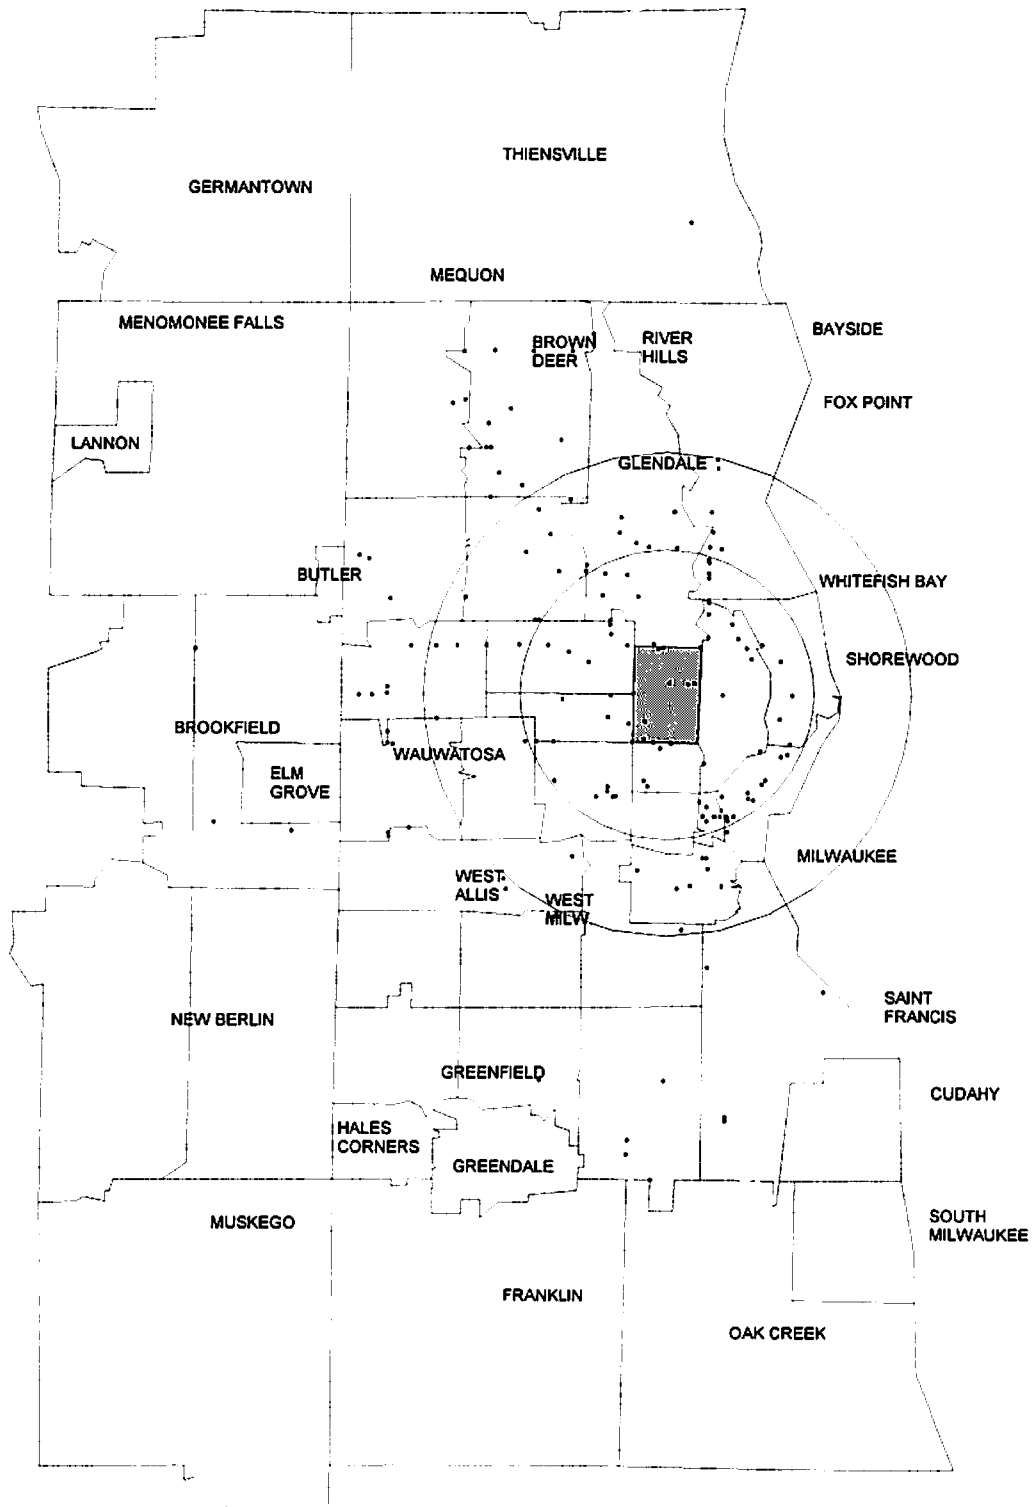 THIENSVILLE
GERMANTOWN
MEQUON
MENOMONEE FALLS
BAYSIDE
BROWN
DEER
RIVER
HILLS
FOX POINT
LANNON
GLENDALE
BUTLER
WHITEFISH BAY
SHOREWOOD
BROOKFIELD
WAUWATOSA
ELM
GROVE
MILWAUKEE
WEST
ALLIS
WEST
MILW
SAINT
FRANCIS
NEW BERLIN
GREENFIELD
CUDAHY
HALES
CORNERS
GREENDALE
MUSKEGO
SOUTH
MILWAUKEE
FRANKLIN
OAK CREEK